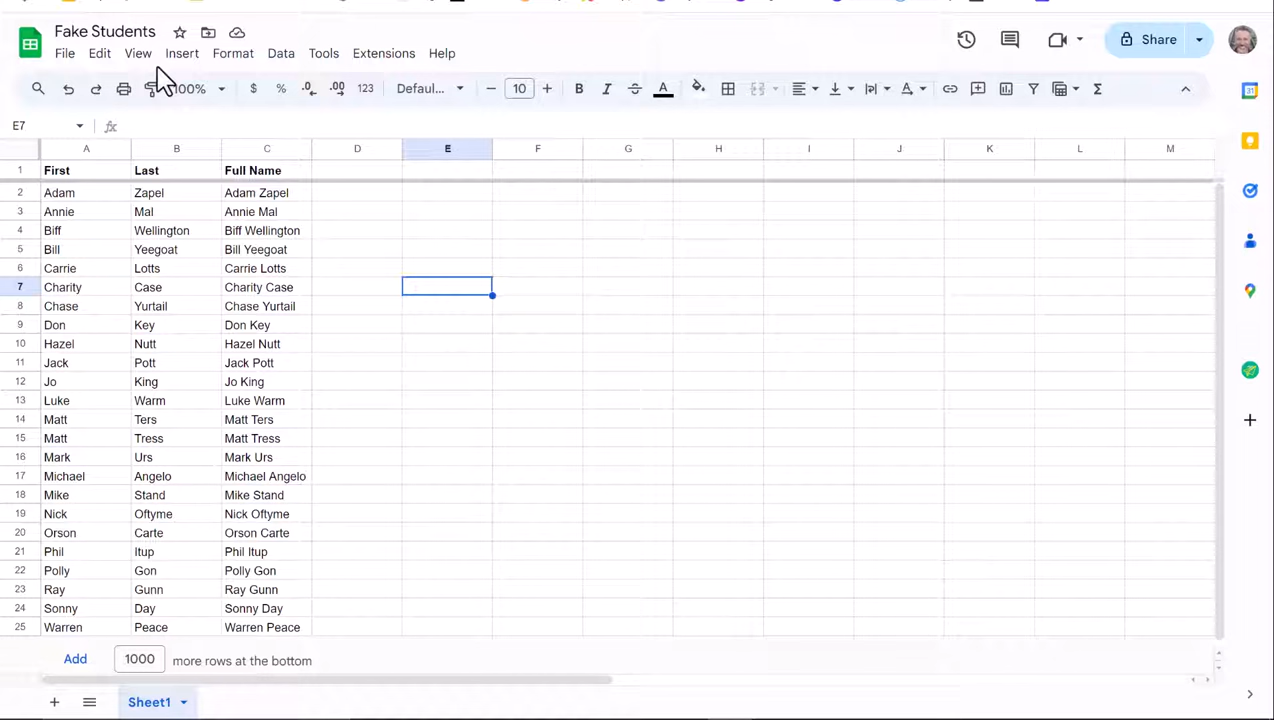 Fake Students
File Edit View Insert Format Data Tools Extensions Help
Share
100% $ % .0 .00 123 Defaul... 10 B I A Σ
E7 fx
A B C D E F G H I J K L M
1 First Last Full Name
2 Adam Zapel Adam Zapel
3 Annie Mal Annie Mal
4 Biff Wellington Biff Wellington
5 Bill Yeegoat Bill Yeegoat
6 Carrie Lotts Carrie Lotts
7 Charity Case Charity Case
8 Chase Yurtail Chase Yurtail
9 Don Key Don Key
10 Hazel Nutt Hazel Nutt
11 Jack Pott Jack Pott
12 Jo King Jo King
13 Luke Warm Luke Warm
14 Matt Ters Matt Ters
15 Matt Tress Matt Tress
16 Mark Urs Mark Urs
17 Michael Angelo Michael Angelo
18 Mike Stand Mike Stand
19 Nick Oftyme Nick Oftyme
20 Orson Carte Orson Carte
21 Phil Itup Phil Itup
22 Polly Gon Polly Gon
23 Ray Gunn Ray Gunn
24 Sonny Day Sonny Day
25 Warren Peace Warren Peace
Add 1000 more rows at the bottom
Sheet1
31